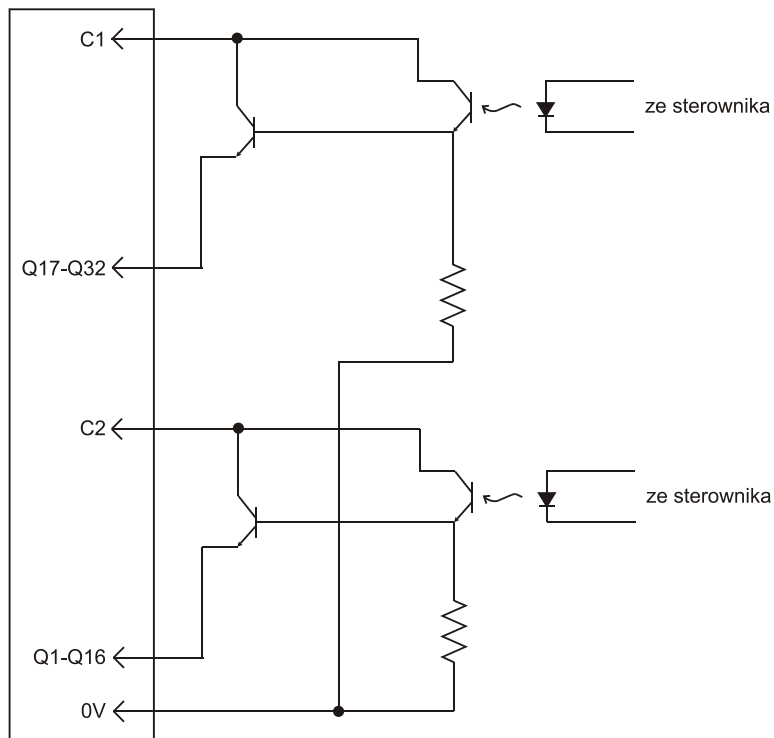 C1
ze sterownika
Q17-Q32
C2
ze sterownika
Q1-Q16
0V